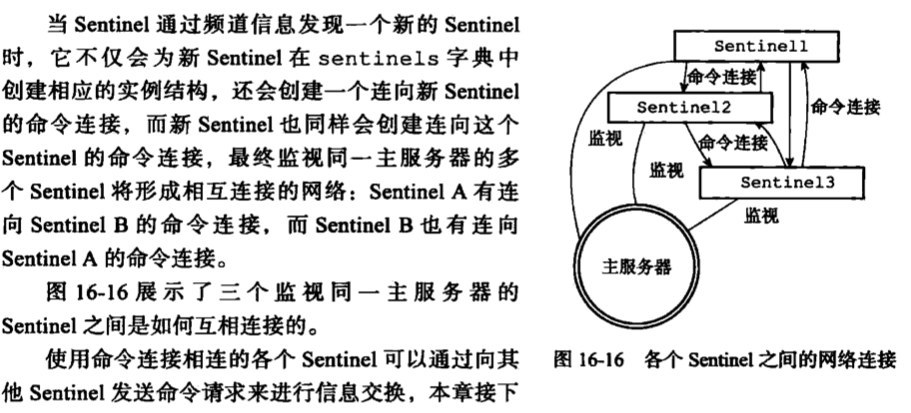 当 Sentinel 通过频道信息发现一个新的 Sentinel
时，它不仅会为新 Sentinel 在 sentinels 字典中
创建相应的实例结构，还会创建一个连向新 Sentinel
的命令连接，而新 Sentinel 也同样会创建连向这个
Sentinel 的命令连接，最终监视同一主服务器的多
个 Sentinel 将形成相互连接的网络：Sentinel A 有连
向 Sentinel B 的命令连接，而 Sentinel B 也有连向
Sentinel A 的命令连接。
图 16-16 展示了三个监视同一主服务器的
Sentinel 之间是如何互相连接的。
使用命令连接相连的各个 Sentinel 可以通过向其
他 Sentinel 发送命令请求来进行信息交换，本章接下
Sentinel1
命令连接
Sentinel2
命令连接
监视
命令连接
监视
Sentinel3
监视
主服务器
图 16-16 各个 Sentinel 之间的网络连接